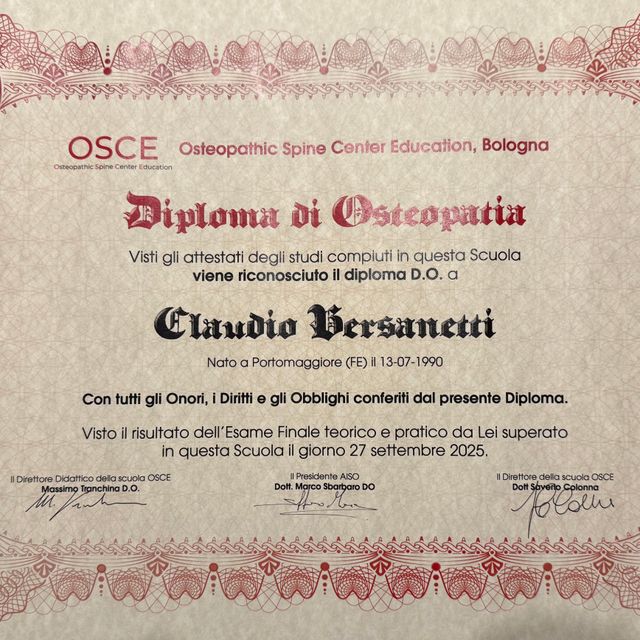 OSCE
Osteopathic Spine Center Education
Osteopathic Spine Center Education, Bologna
Diploma di Osteopatia
Visti gli attestati degli studi compiuti in questa Scuola
viene riconosciuto il diploma D.O. a
Claudio Bersanetti
Nato a Portomaggiore (FE) il 13-07-1990
Con tutti gli Onori, i Diritti e gli Obblighi conferiti dal presente Diploma.
Visto il risultato dell'Esame Finale teorico e pratico da Lei superato
in questa Scuola il giorno 27 settembre 2025.
Il Direttore Didattico della scuola OSCE
Massimo Tranchina D.O.
Il Presidente AISO
Dott. Marco Sbarbaro DO
Il Direttore della scuola OSCE
Dott Saverio Colonna